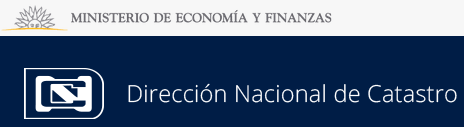 MINISTERIO DE ECONOMÍA Y FINANZAS
Dirección Nacional de Catastro